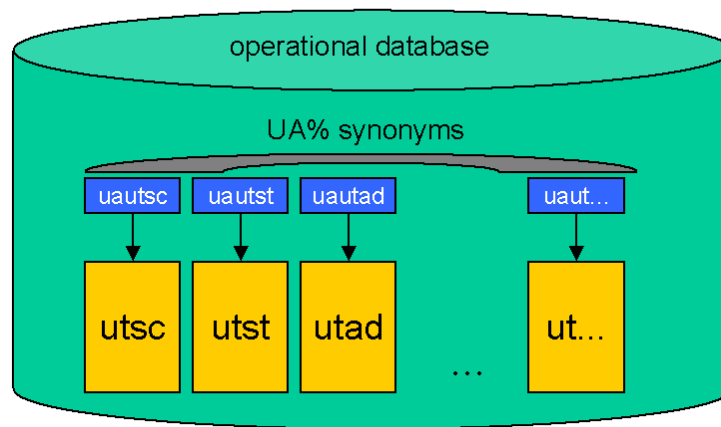 operational database
UA% synonyms
uautsc uautst uautad uaut...
utsc utst utad ... ut...